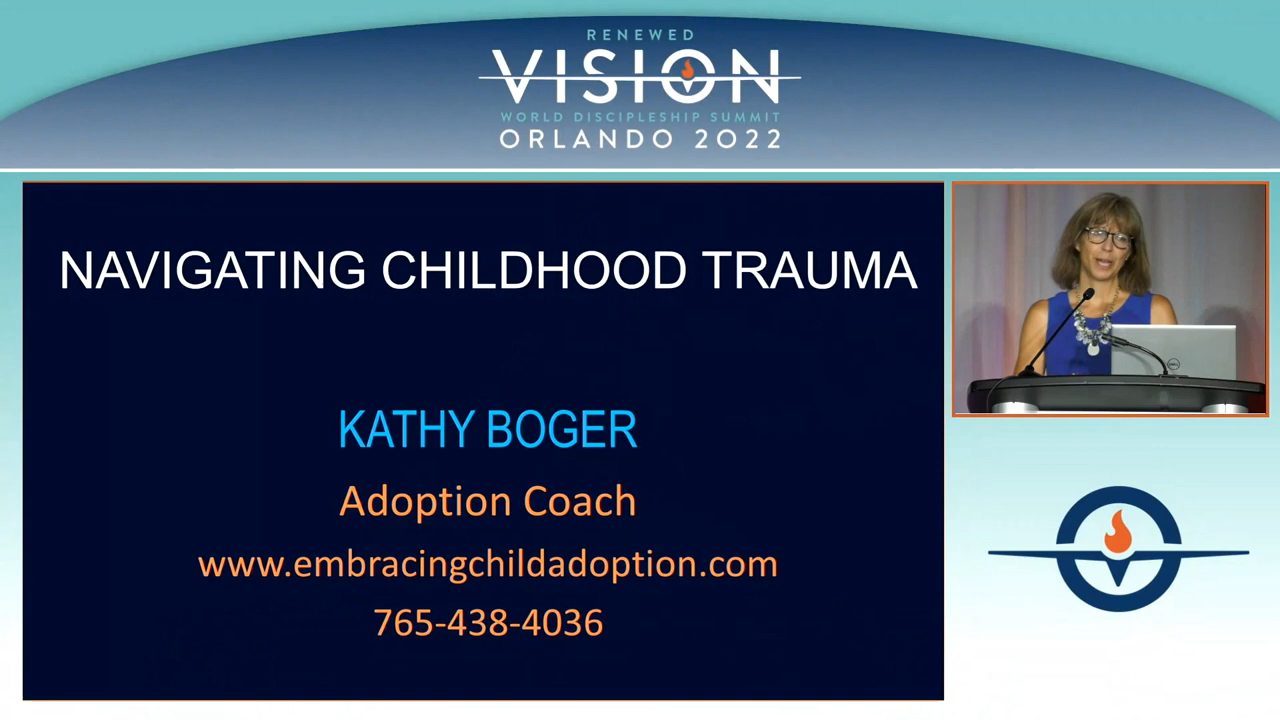 RENEWED
VISION
WORLD DISCIPLESHIP SUMMIT
ORLANDO 2022
NAVIGATING CHILDHOOD TRAUMA
KATHY BOGER
Adoption Coach
www.embracingchildadoption.com
765-438-4036
DELL